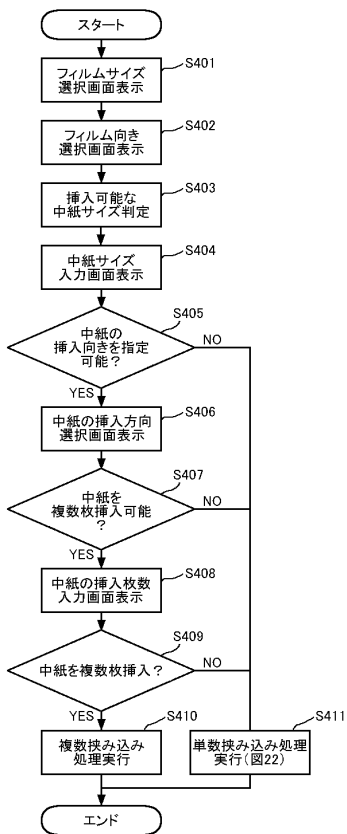 スタート
フィルムサイズ
選択画面表示
S401
フィルム向き
選択画面表示
S402
挿入可能な
中紙サイズ判定
S403
中紙サイズ
入力画面表示
S404
中紙の
挿入向きを指定
可能？
S405
NO
YES
中紙の挿入方向
選択画面表示
S406
中紙を
複数枚挿入可能
？
S407
NO
YES
中紙の挿入枚数
入力画面表示
S408
中紙を複数枚挿入？
S409
NO
YES
複数挟み込み
処理実行
S410
単数挟み込み処理
実行(図22)
S411
エンド